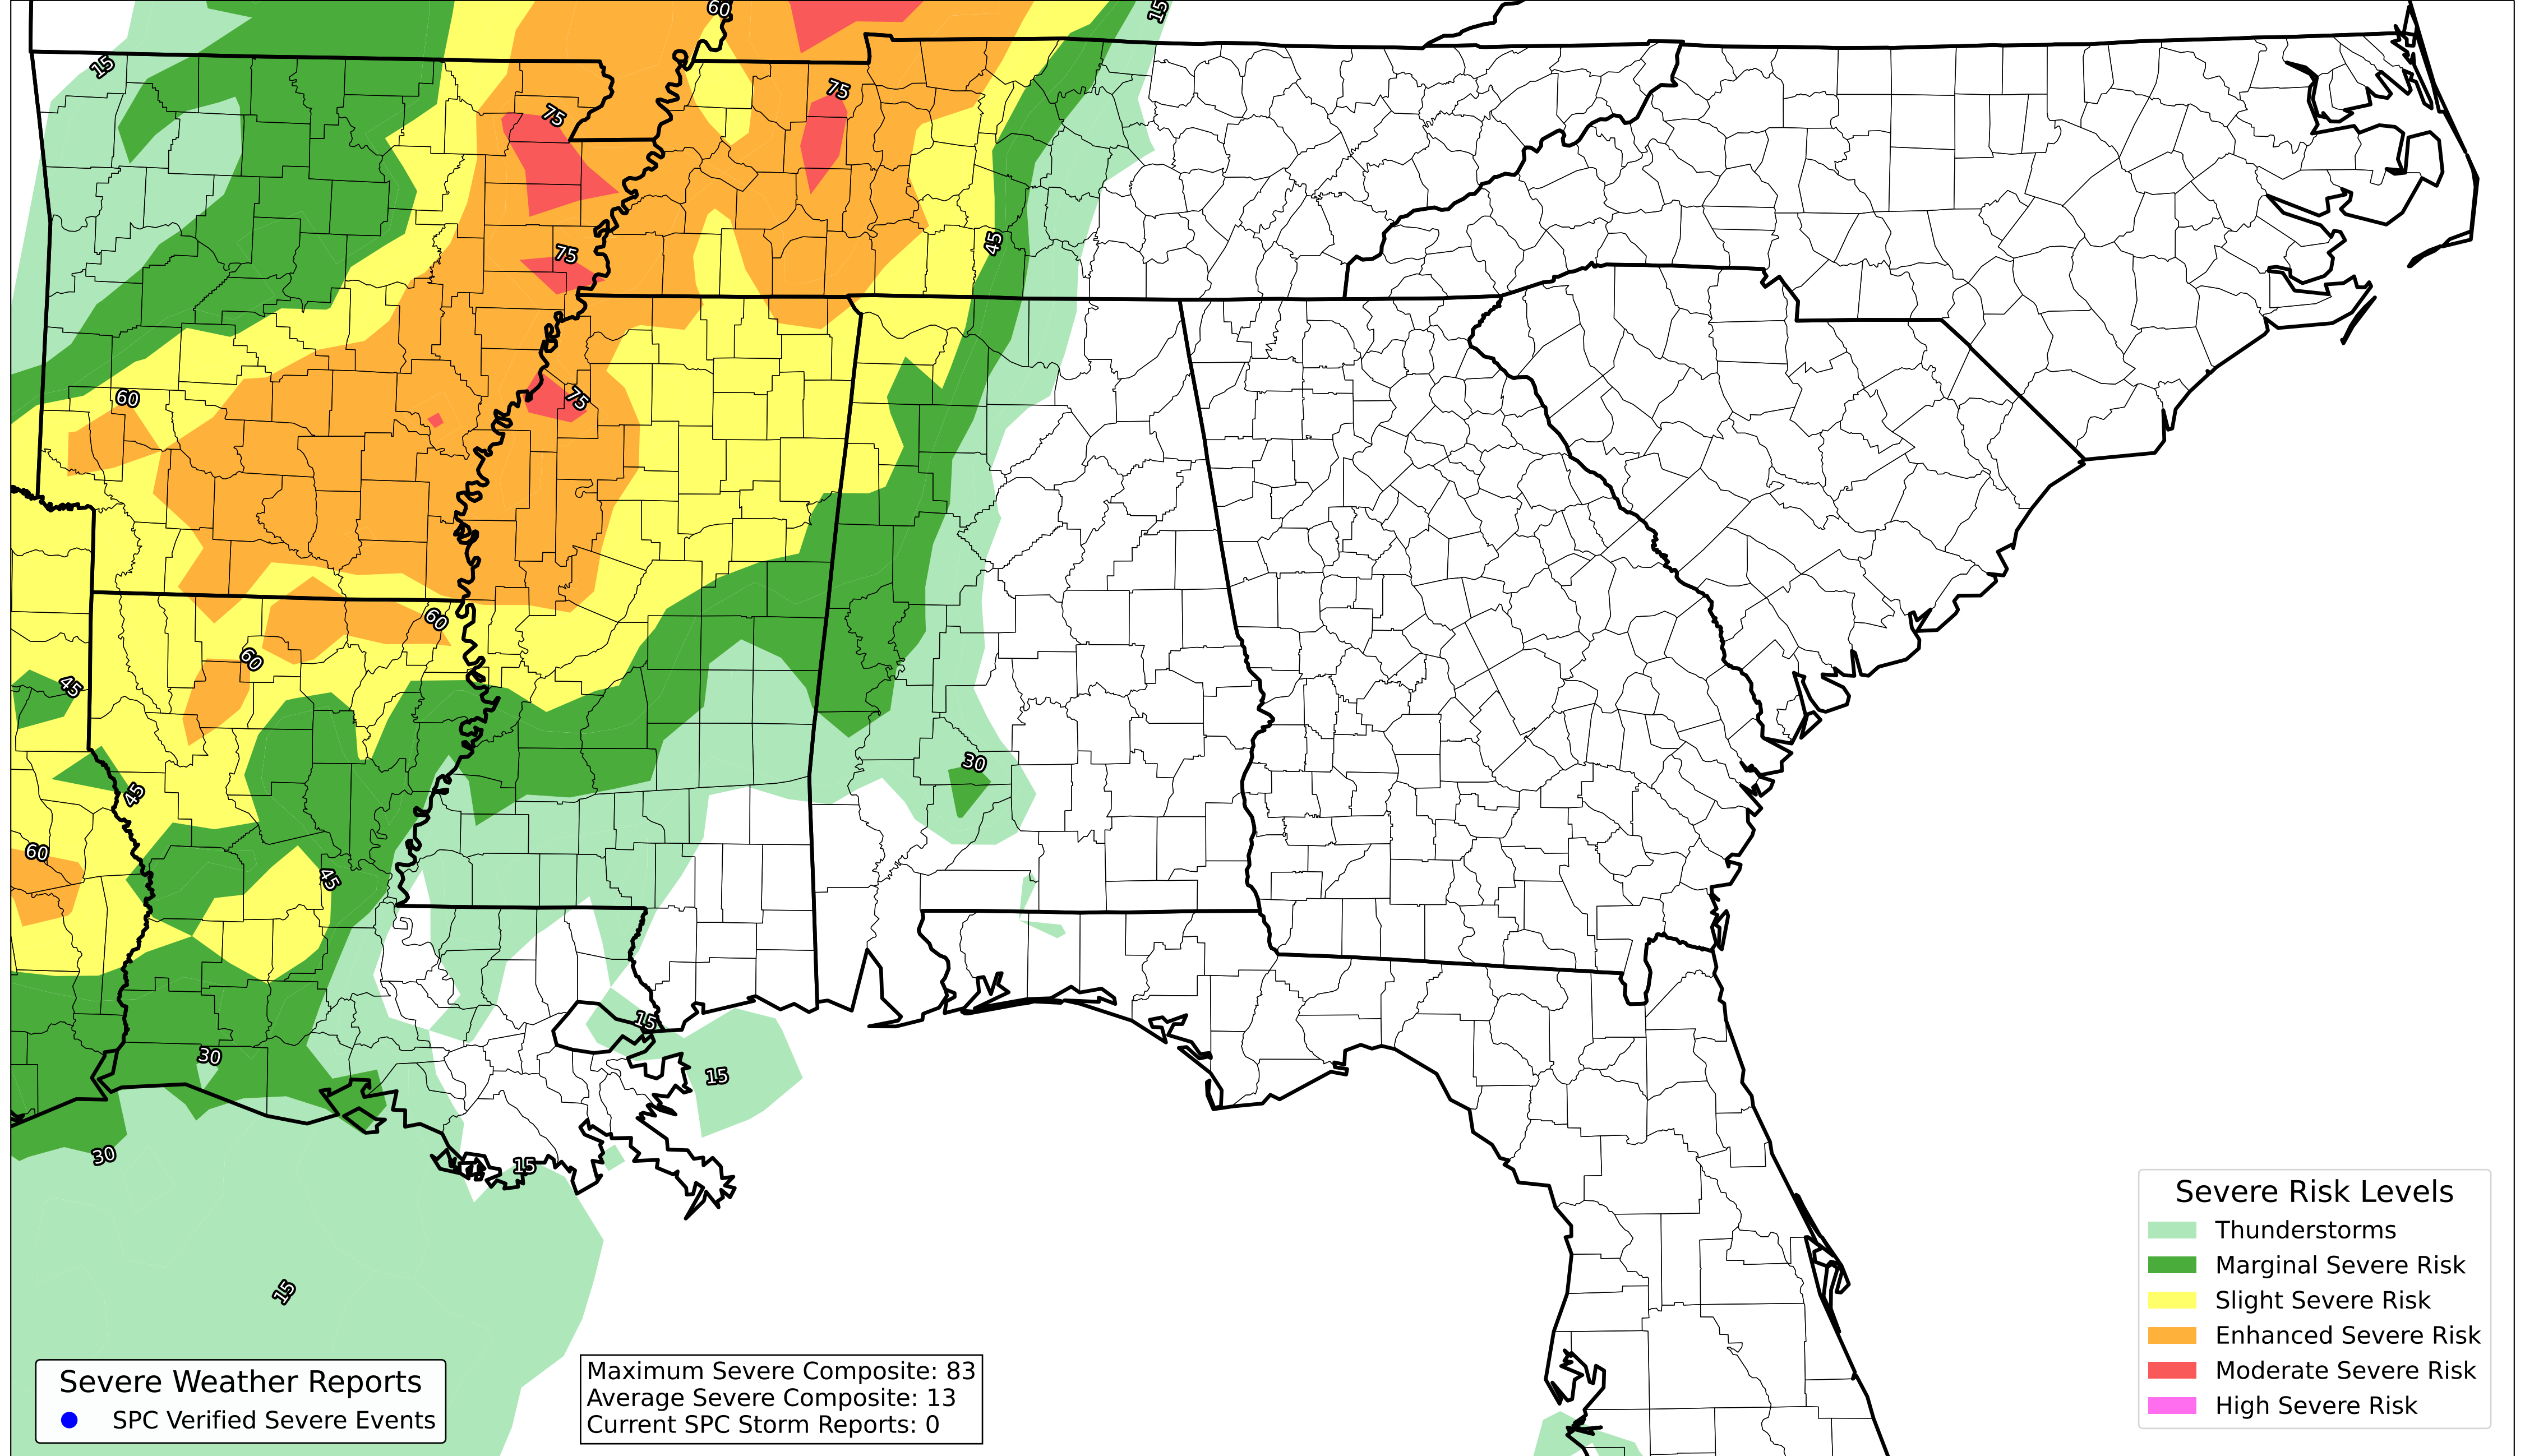 60
15
15
75
75
45
75
60
75
60
60
45
30
45
60
45
15
30
15
30
15
15
Severe Risk Levels
Thunderstorms
Marginal Severe Risk
Slight Severe Risk
Enhanced Severe Risk
Moderate Severe Risk
High Severe Risk
Severe Weather Reports
SPC Verified Severe Events
Maximum Severe Composite: 83
Average Severe Composite: 13
Current SPC Storm Reports: 0